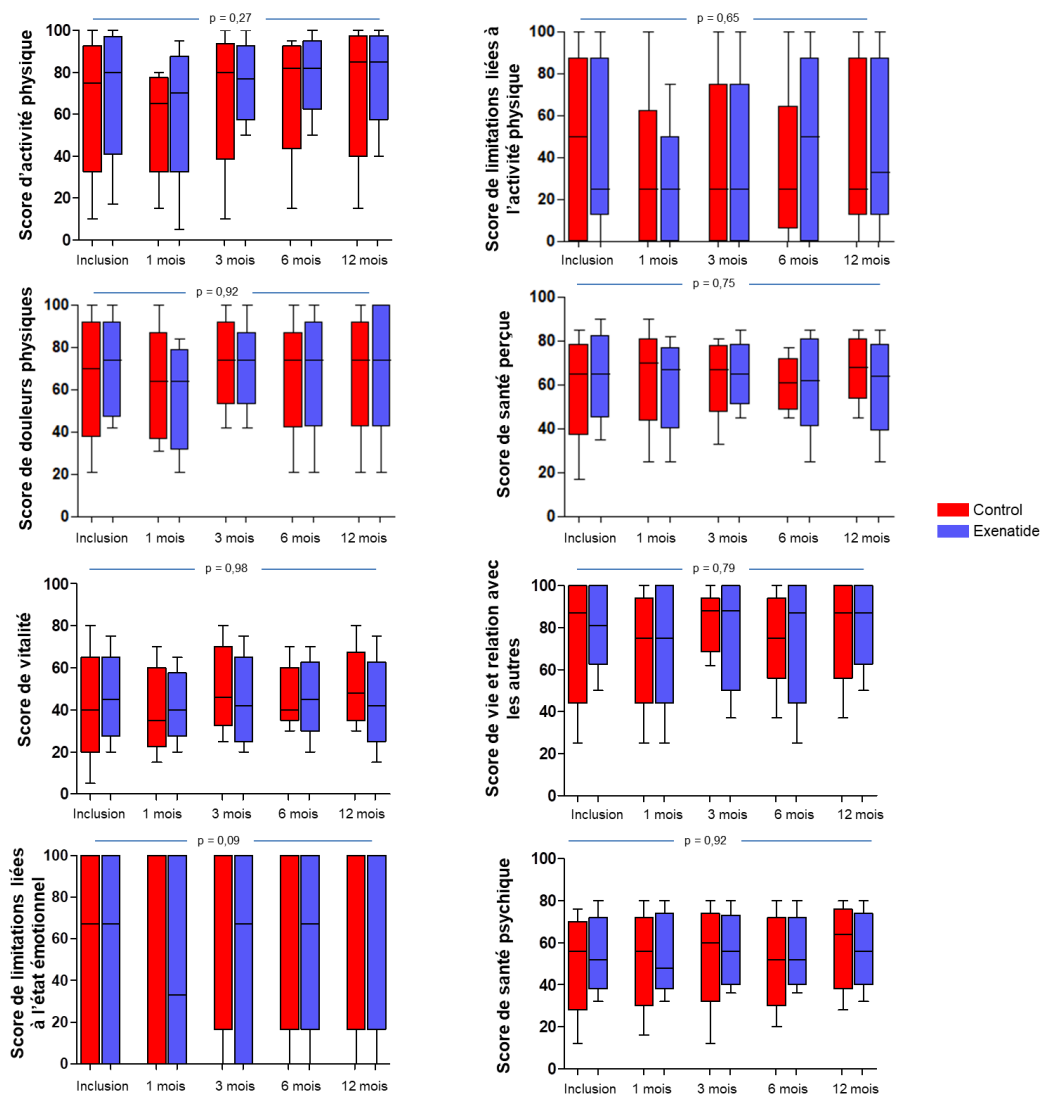 p = 0,27
Score d'activité physique
100
80
60
40
20
0
Inclusion 1 mois 3 mois 6 mois 12 mois
p = 0,65
Score de limitations liées à
l'activité physique
100
80
60
40
20
0
Inclusion 1 mois 3 mois 6 mois 12 mois
p = 0,92
Score de douleurs physiques
100
80
60
40
20
0
Inclusion 1 mois 3 mois 6 mois 12 mois
p = 0,75
Score de santé perçue
100
80
60
40
20
0
Inclusion 1 mois 3 mois 6 mois 12 mois
Control
Exenatide
p = 0,98
Score de vitalité
100
80
60
40
20
0
Inclusion 1 mois 3 mois 6 mois 12 mois
p = 0,79
Score de vie et relation avec
les autres
100
80
60
40
20
0
Inclusion 1 mois 3 mois 6 mois 12 mois
p = 0,09
Score de limitations liées
à l'état émotionnel
100
80
60
40
20
0
Inclusion 1 mois 3 mois 6 mois 12 mois
p = 0,92
Score de santé psychique
100
80
60
40
20
0
Inclusion 1 mois 3 mois 6 mois 12 mois